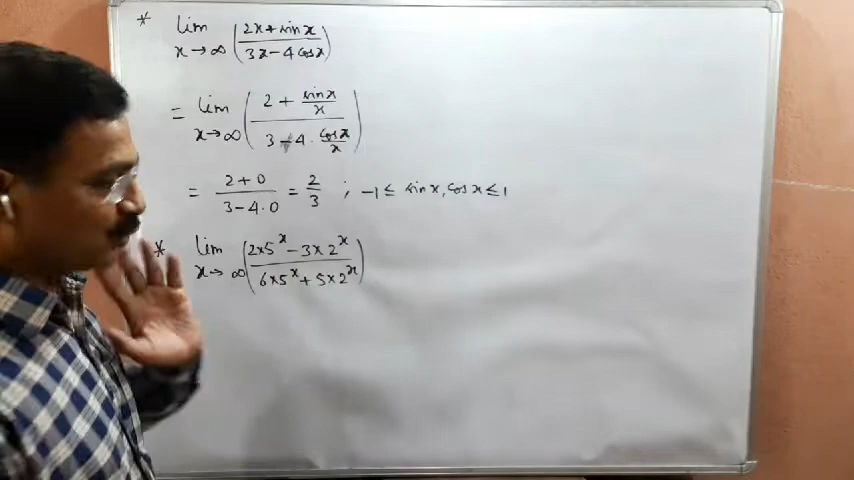 * lim x→∞ (2x + sin x / 3x - 4 cos x)
= lim x→∞ (2 + sin x/x / 3 - 4 · cos x/x)
= 2 + 0 / 3 - 4·0 = 2/3 ; -1 ≤ sin x, cos x ≤ 1
* lim x→∞ (2×5^x - 3×2^x / 6×5^x + 5×2^x)